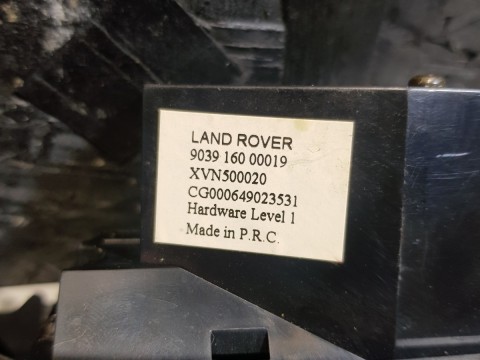 LAND ROVER
9039 160 00019
XVN500020
CG000649023531
Hardware Level 1
Made in P.R.C.